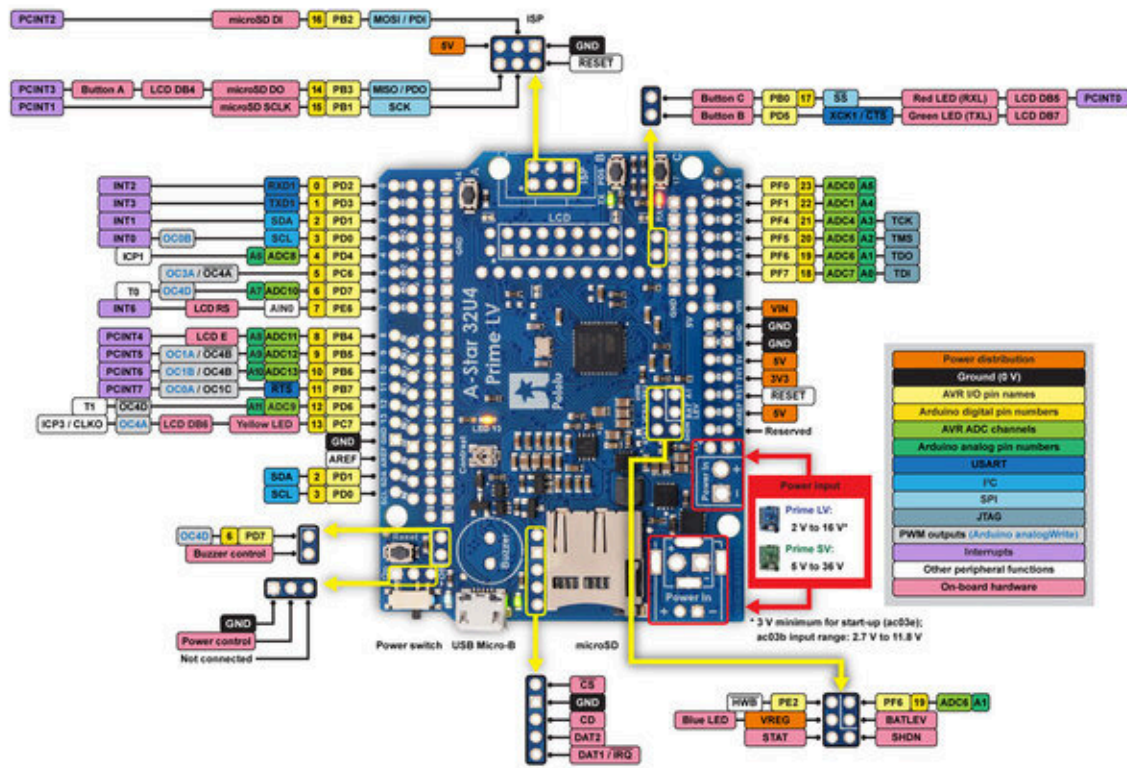 PCINT2 microSD DI 16 PB2 MOSI / PDI ISP
5V GND
RESET
PCINT3 Button A LCD DB4 microSD DO 14 PB3 MISO / PDO
PCINT1 microSD SCLK 15 PB1 SCK
Button C PB0 17 SS Red LED (RXL) LCD DB5 PCINT0
Button B PD5 XCK1 / CTS Green LED (TXL) LCD DB7
INT2 RXD1 0 PD2
INT3 TXD1 1 PD3
INT1 SDA 2 PD1
INT0 OC0B SCL 3 PD0
ICP1 A6 ADC8 4 PD4
OC3A / OC4A 5 PC6
T0 OC4D A7 ADC10 6 PD7
INT6 LCD RS AIN0 7 PE6
PCINT4 LCD E A8 ADC11 8 PB4
PCINT5 OC1A / OC4B A9 ADC12 9 PB5
PCINT6 OC1B / OC4B A10 ADC13 10 PB6
PCINT7 OC0A / OC1C RTS 11 PB7
T1 OC4D A11 ADC9 12 PD6
ICP3 / CLKO OC4A LCD DB6 Yellow LED 13 PC7
GND
AREF
SDA 2 PD1
SCL 3 PD0
A B C
ISP
LCD
A-Star 32U4
Prime LV
Pololu
Contrast
Reset
Buzzer
Power In
Power In
PF0 23 ADC0 A5
PF1 22 ADC1 A4
PF4 21 ADC4 A3 TCK
PF5 20 ADC5 A2 TMS
PF6 19 ADC6 A1 TDO
PF7 18 ADC7 A0 TDI
VIN
GND
GND
5V
3V3
RESET
5V
Reserved
Power distribution
Ground (0 V)
AVR I/O pin names
Arduino digital pin numbers
AVR ADC channels
Arduino analog pin numbers
USART
I²C
SPI
JTAG
PWM outputs (Arduino analogWrite)
Interrupts
Other peripheral functions
On-board hardware
Power input
Prime LV:
2 V to 16 V*
Prime SV:
5 V to 36 V
* 3 V minimum for start-up (ac03e);
ac03b input range: 2.7 V to 11.8 V
OC4D 6 PD7
Buzzer control
GND
Power control
Not connected
Power switch USB Micro-B microSD
CS
GND
CD
DAT2
DAT1 / IRQ
HWB PE2 PF6 19 ADC6 A1
Blue LED VREG BATLEV
STAT SHDN